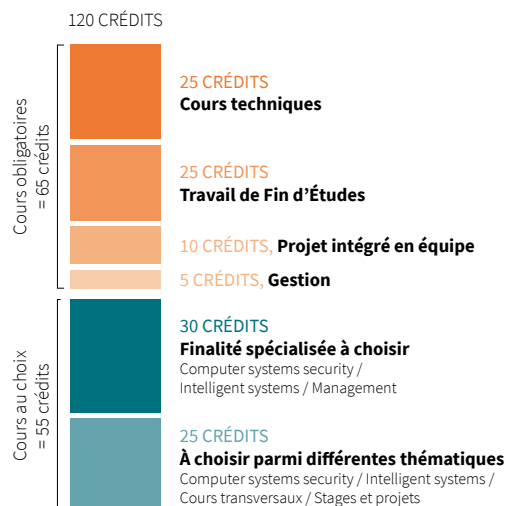 120 CRÉDITS
Cours obligatoires
= 65 crédits
25 CRÉDITS
Cours techniques
25 CRÉDITS
Travail de Fin d’Études
10 CRÉDITS, Projet intégré en équipe
5 CRÉDITS, Gestion
Cours au choix
= 55 crédits
30 CRÉDITS
Finalité spécialisée à choisir
Computer systems security /
Intelligent systems / Management
25 CRÉDITS
À choisir parmi différentes thématiques
Computer systems security / Intelligent systems /
Cours transversaux / Stages et projets